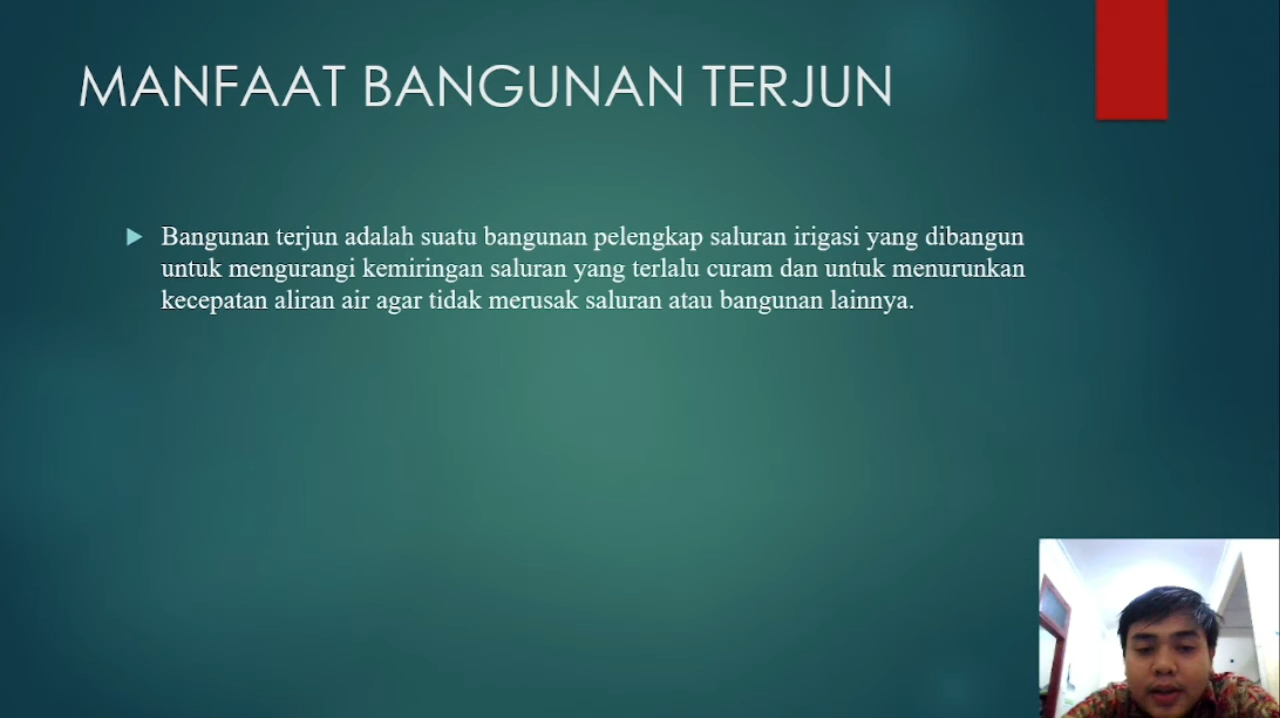 MANFAAT BANGUNAN TERJUN
Bangunan terjun adalah suatu bangunan pelengkap saluran irigasi yang dibangun
untuk mengurangi kemiringan saluran yang terlalu curam dan untuk menurunkan
kecepatan aliran air agar tidak merusak saluran atau bangunan lainnya.